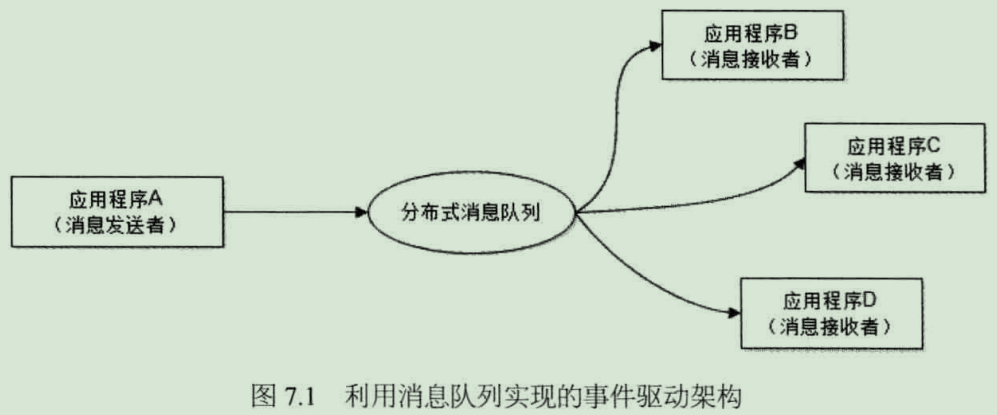 应用程序B
（消息接收者）
应用程序C
（消息接收者）
应用程序A
（消息发送者）
分布式消息队列
应用程序D
（消息接收者）
图 7.1 利用消息队列实现的事件驱动架构